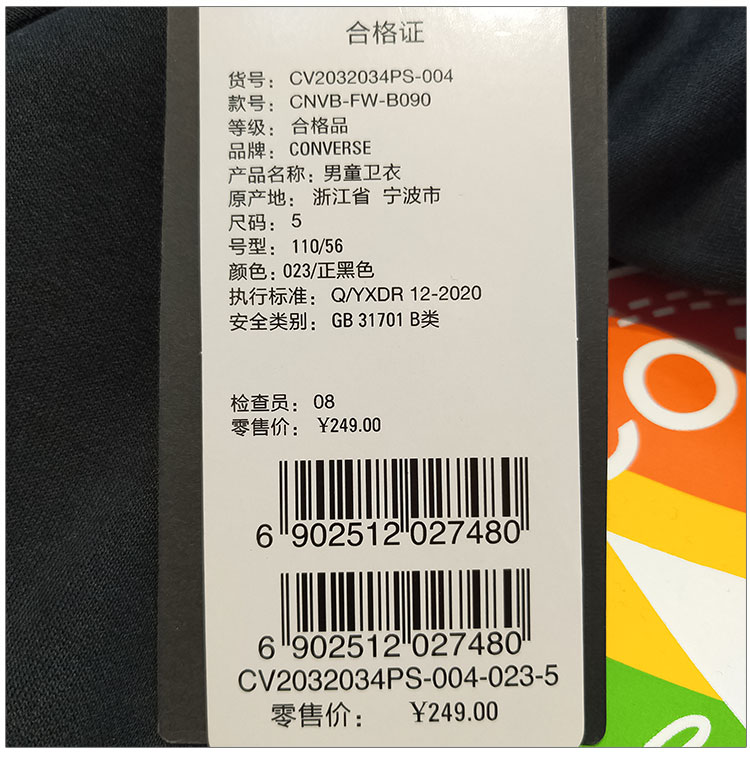 合格证
货号：CV2032034PS-004
款号：CNVB-FW-B090
等级：合格品
品牌：CONVERSE
产品名称：男童卫衣
原产地：浙江省 宁波市
尺码：5
号型：110/56
颜色：023/正黑色
执行标准：Q/YXDR 12-2020
安全类别：GB 31701 B类
检查员：08
零售价：¥249.00
6 902512 027480
6 902512 027480
CV2032034PS-004-023-5
零售价：¥249.00